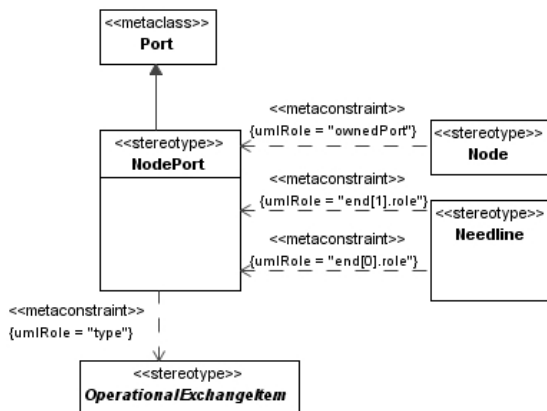 <<metaclass>>
Port
<<metaconstraint>>
{umlRole = "ownedPort"}
<<stereotype>>
NodePort
<<stereotype>>
Node
<<metaconstraint>>
{umlRole = "end[1].role"}
<<stereotype>>
Needline
<<metaconstraint>>
{umlRole = "end[0].role"}
<<metaconstraint>>
{umlRole = "type"}
<<stereotype>>
OperationalExchangeItem